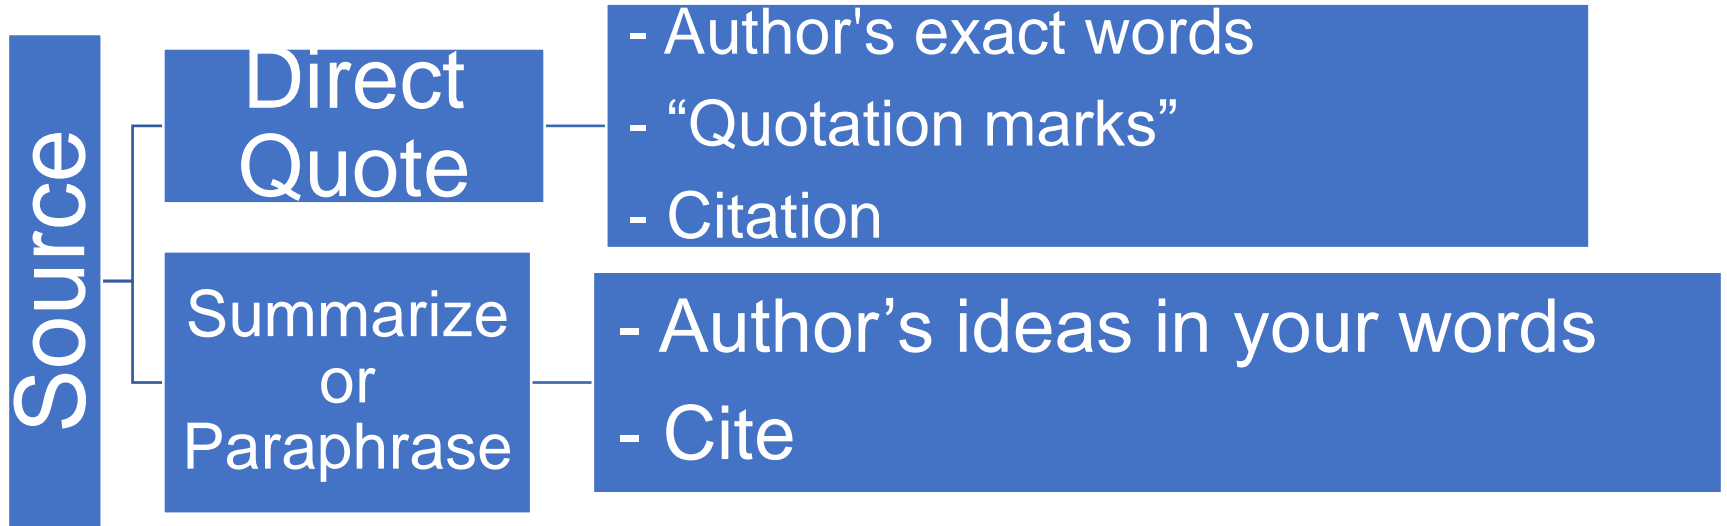 Source
Direct
Quote
- Author's exact words
- “Quotation marks”
- Citation
Summarize
or
Paraphrase
- Author’s ideas in your words
- Cite